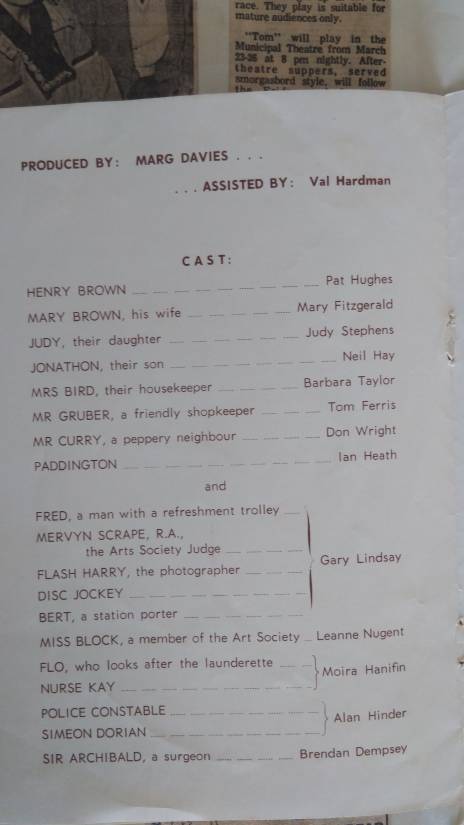 race. They play is suitable for
mature audiences only.
"Tom" will play in the
Municipal Theatre from March
23-26 at 8 pm nightly. After-
theatre suppers, served
smorgasbord style, will follow
the
PRODUCED BY: MARG DAVIES . . .
. . . ASSISTED BY: Val Hardman
CAST:
HENRY BROWN Pat Hughes
MARY BROWN, his wife Mary Fitzgerald
JUDY, their daughter Judy Stephens
JONATHON, their son Neil Hay
MRS BIRD, their housekeeper Barbara Taylor
MR GRUBER, a friendly shopkeeper Tom Ferris
MR CURRY, a peppery neighbour Don Wright
PADDINGTON Ian Heath
and
FRED, a man with a refreshment trolley
MERVYN SCRAPE, R.A.,
the Arts Society Judge
FLASH HARRY, the photographer Gary Lindsay
DISC JOCKEY
BERT, a station porter
MISS BLOCK, a member of the Art Society Leanne Nugent
FLO, who looks after the launderette Moira Hanifin
NURSE KAY
POLICE CONSTABLE Alan Hinder
SIMEON DORIAN
SIR ARCHIBALD, a surgeon Brendan Dempsey